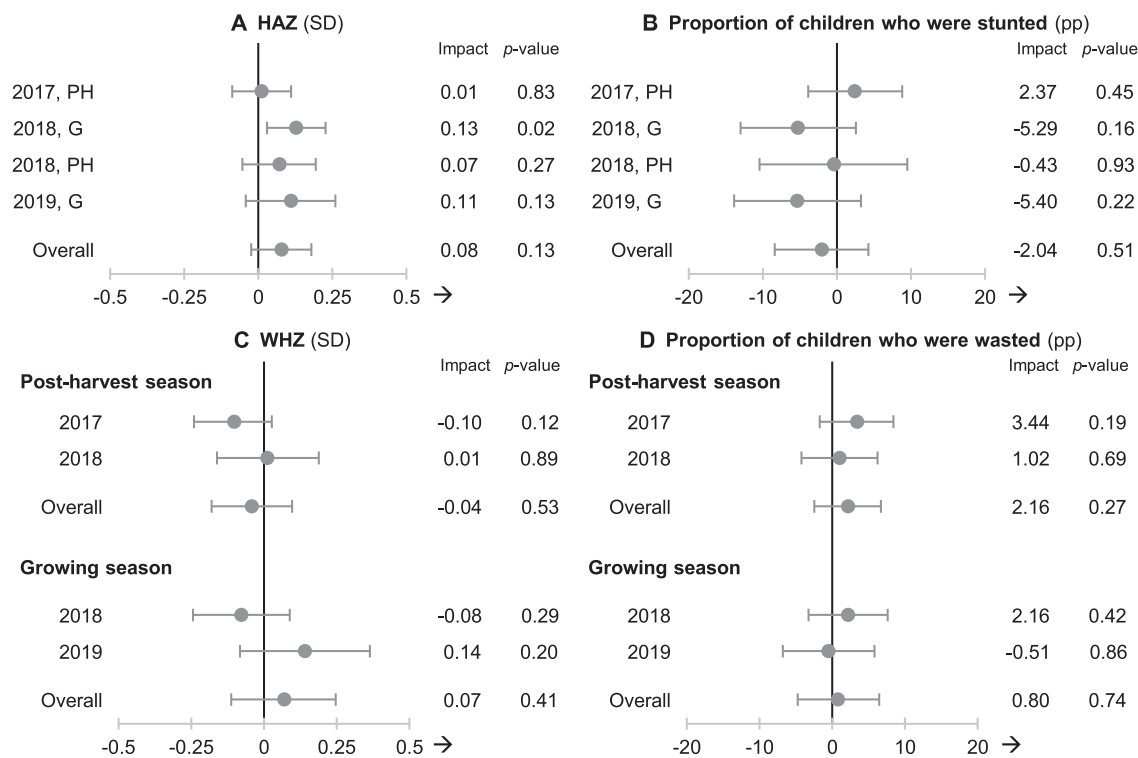 A HAZ (SD)
Impact p-value
2017, PH 0.01 0.83
2018, G 0.13 0.02
2018, PH 0.07 0.27
2019, G 0.11 0.13
Overall 0.08 0.13
-0.5 -0.25 0 0.25 0.5 →
B Proportion of children who were stunted (pp)
Impact p-value
2017, PH 2.37 0.45
2018, G -5.29 0.16
2018, PH -0.43 0.93
2019, G -5.40 0.22
Overall -2.04 0.51
-20 -10 0 10 20 →
C WHZ (SD)
Impact p-value
Post-harvest season
2017 -0.10 0.12
2018 0.01 0.89
Overall -0.04 0.53
Growing season
2018 -0.08 0.29
2019 0.14 0.20
Overall 0.07 0.41
-0.5 -0.25 0 0.25 0.5 →
D Proportion of children who were wasted (pp)
Impact p-value
Post-harvest season
2017 3.44 0.19
2018 1.02 0.69
Overall 2.16 0.27
Growing season
2018 2.16 0.42
2019 -0.51 0.86
Overall 0.80 0.74
-20 -10 0 10 20 →